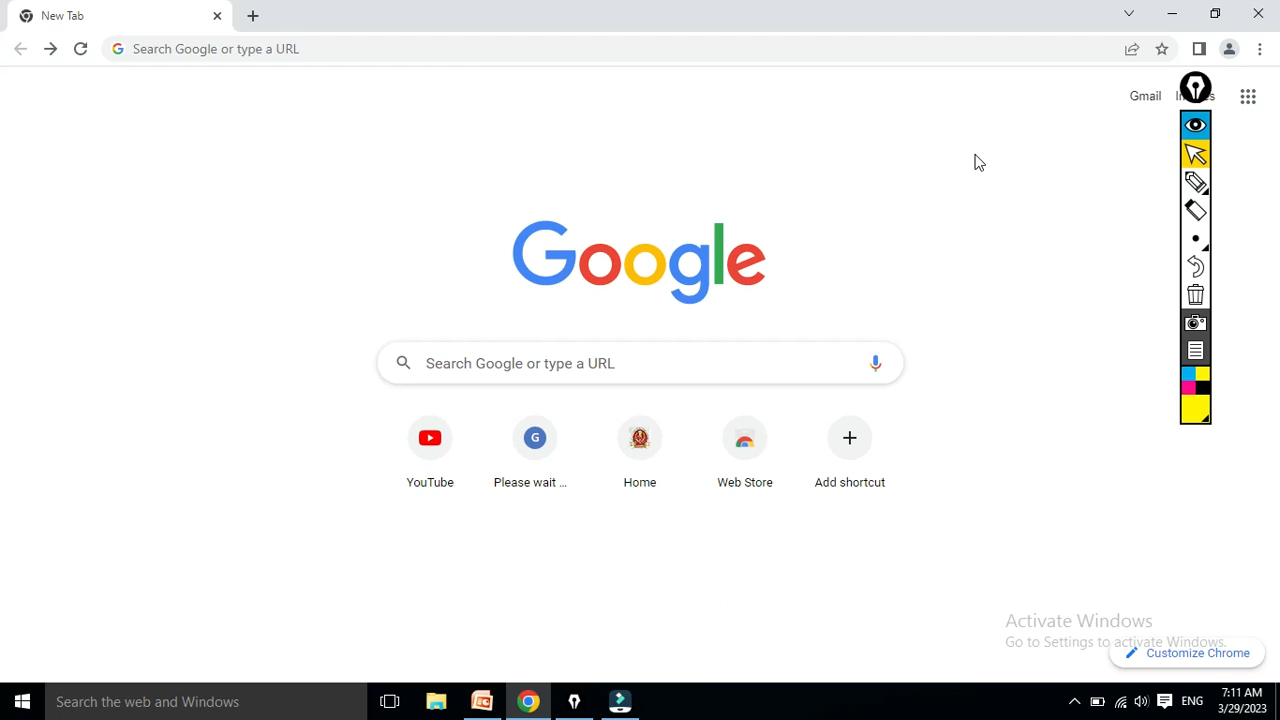 New Tab
Search Google or type a URL
Gmail
Google
Search Google or type a URL
G
YouTube
Please wait ...
Home
Web Store
Add shortcut
Activate Windows
Go to Settings to activate Windows.
Customize Chrome
Search the web and Windows
ENG
7:11 AM
3/29/2023